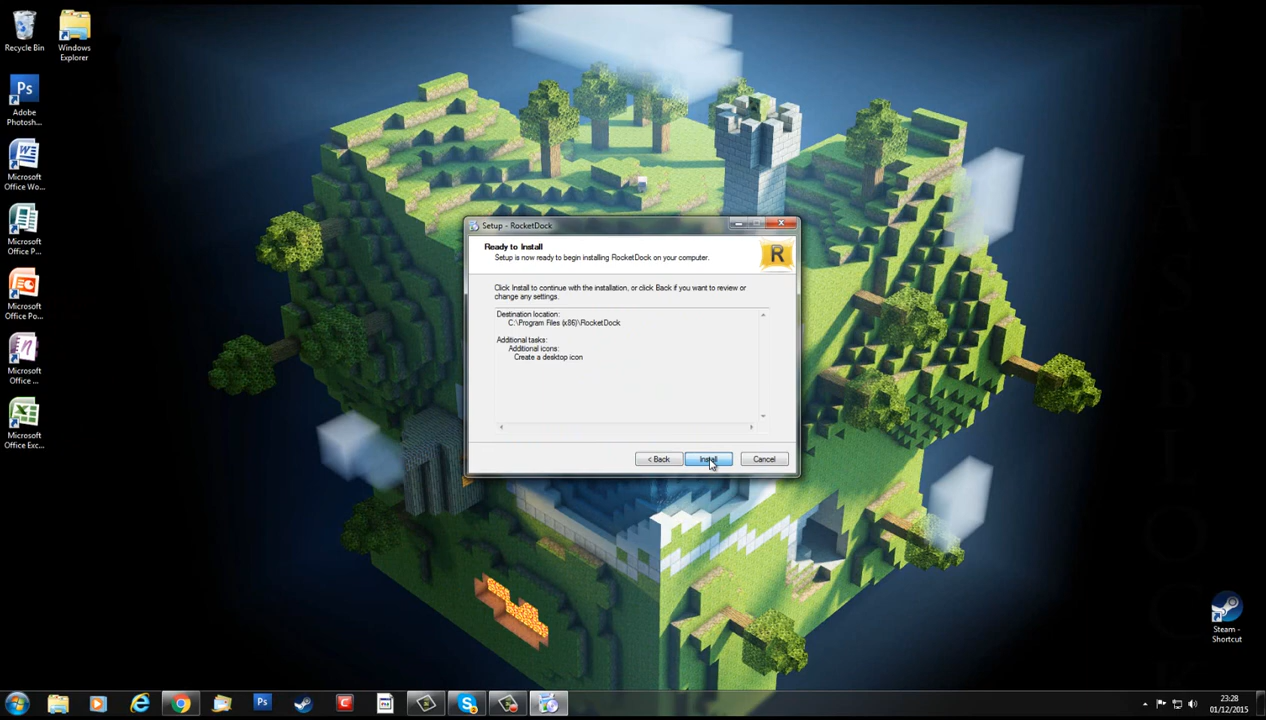 Recycle Bin
Windows
Explorer
Ps
Adobe
Photosh...
Microsoft
Office Wo...
Microsoft
Office P...
Microsoft
Office Po...
Microsoft
Office ...
Microsoft
Office Exc...
Setup - RocketDock
Ready to Install
Setup is now ready to begin installing RocketDock on your computer.
R
Click Install to continue with the installation, or click Back if you want to review or
change any settings.
Destination location:
C:\Program Files (x86)\RocketDock
Additional tasks:
Additional icons:
Create a desktop icon
< Back
Install
Cancel
Steam -
Shortcut
Ps
23:28
01/12/2015